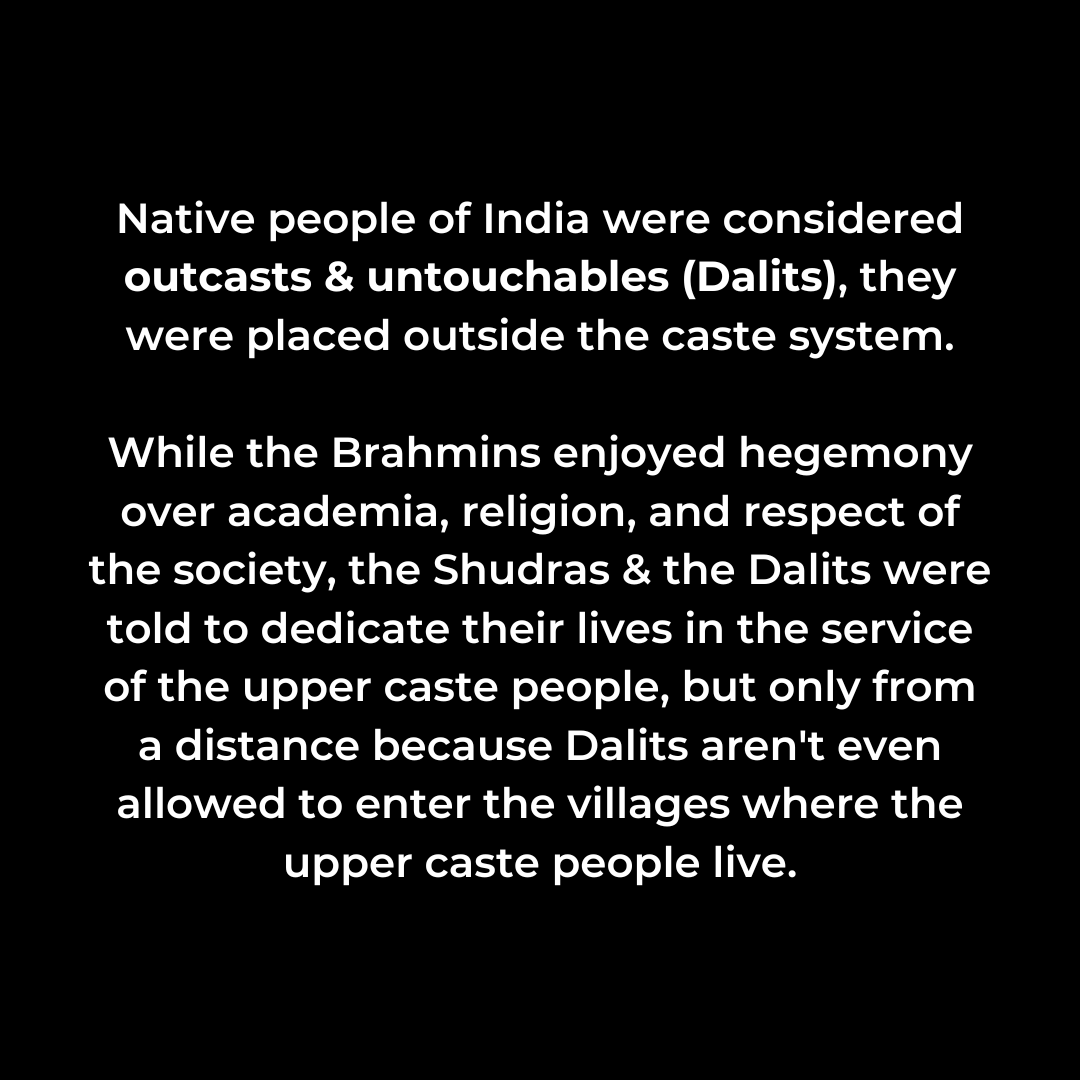 Native people of India were considered
outcasts & untouchables (Dalits), they
were placed outside the caste system.
While the Brahmins enjoyed hegemony
over academia, religion, and respect of
the society, the Shudras & the Dalits were
told to dedicate their lives in the service
of the upper caste people, but only from
a distance because Dalits aren't even
allowed to enter the villages where the
upper caste people live.